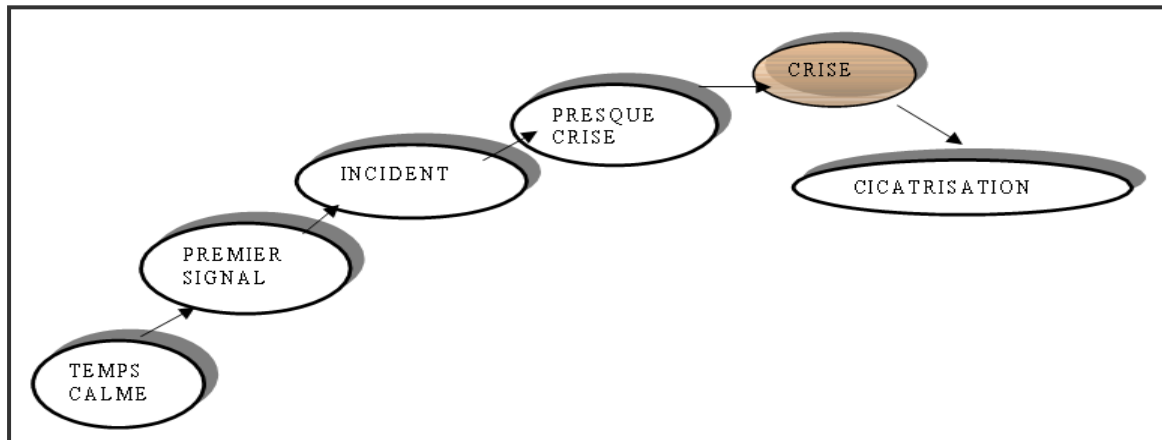 TEMPS
CALME
PREMIER
SIGNAL
INCIDENT
PRESQUE
CRISE
CRISE
CICATRISATION